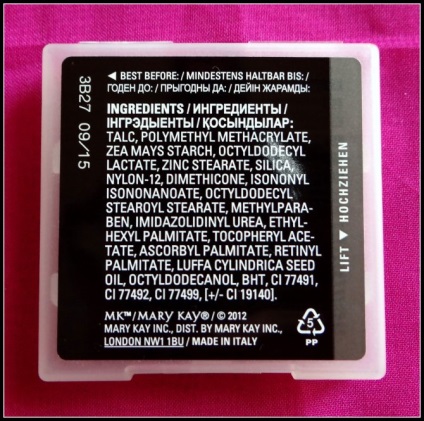 ◄ BEST BEFORE: / MINDESTENS HALTBAR BIS: /
ГОДЕН ДО: / ПРЫГОДНЫ ДА: / ДЕЙІН ЖАРАМДЫ:
3B27 09/15
INGREDIENTS / ИНГРЕДИЕНТЫ /
ІНГРЭДЫЕНТЫ / ҚОСЫНДЫЛАР:
TALC, POLYMETHYL METHACRYLATE,
ZEA MAYS STARCH, OCTYLDODECYL
LACTATE, ZINC STEARATE, SILICA,
NYLON-12, DIMETHICONE, ISONONYL
ISONONANOATE, OCTYLDODECYL
STEAROYL STEARATE, METHYLPARA-
BEN, IMIDAZOLIDINYL UREA, ETHYL-
HEXYL PALMITATE, TOCOPHERYL ACE-
TATE, ASCORBYL PALMITATE, RETINYL
PALMITATE, LUFFA CYLINDRICA SEED
OIL, OCTYLDODECANOL, BHT, CI 77491,
CI 77492, CI 77499, [+/- CI 19140].
MK™/MARY KAY® / © 2012
MARY KAY INC., DIST. BY MARY KAY INC.,
LONDON NW1 1BU / MADE IN ITALY
LIFT ▼ HOCHZIEHEN
5
PP